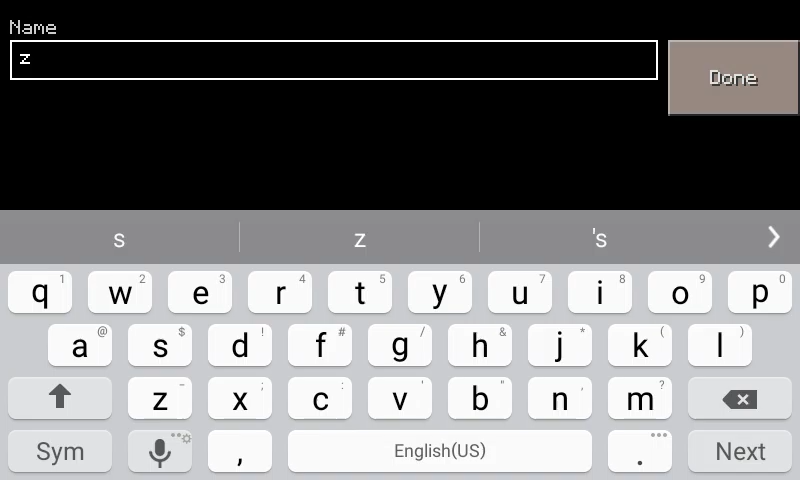 Name
z
Done
s z 's
q 1 w 2 e 3 r 4 t 5 y 6 u 7 i 8 o 9 p 0
a @ s $ d ! f # g / h & j * k ( l )
z - x ; c : v ' b " n , m ?
Sym , English(US) . Next